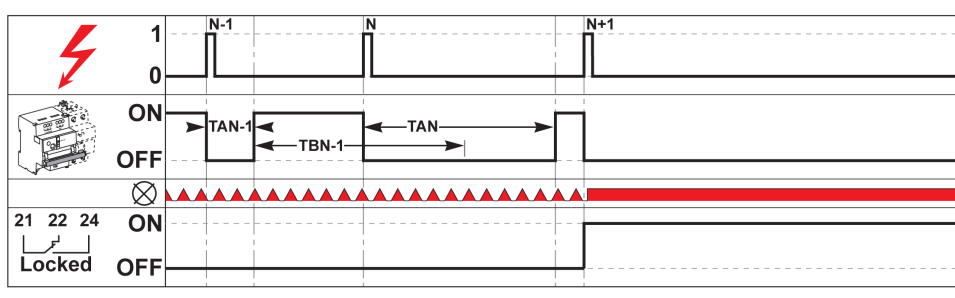 N-1 N N+1
1
0
ON
TAN-1 TAN
TBN-1
OFF
21 22 24 ON
Locked OFF